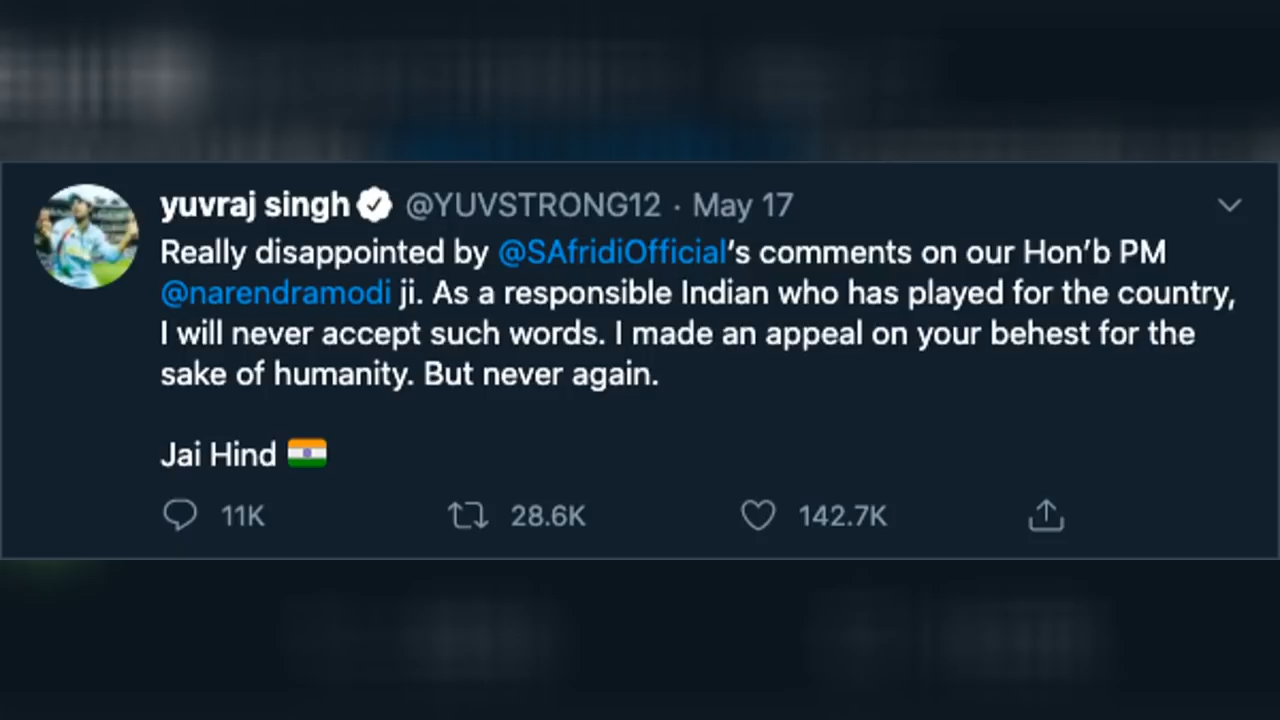 yuvraj singh @YUVSTRONG12 · May 17
Really disappointed by @SAfridiOfficial’s comments on our Hon’b PM
@narendramodi ji. As a responsible Indian who has played for the country,
I will never accept such words. I made an appeal on your behest for the
sake of humanity. But never again.
Jai Hind 🇮🇳
11K 28.6K 142.7K